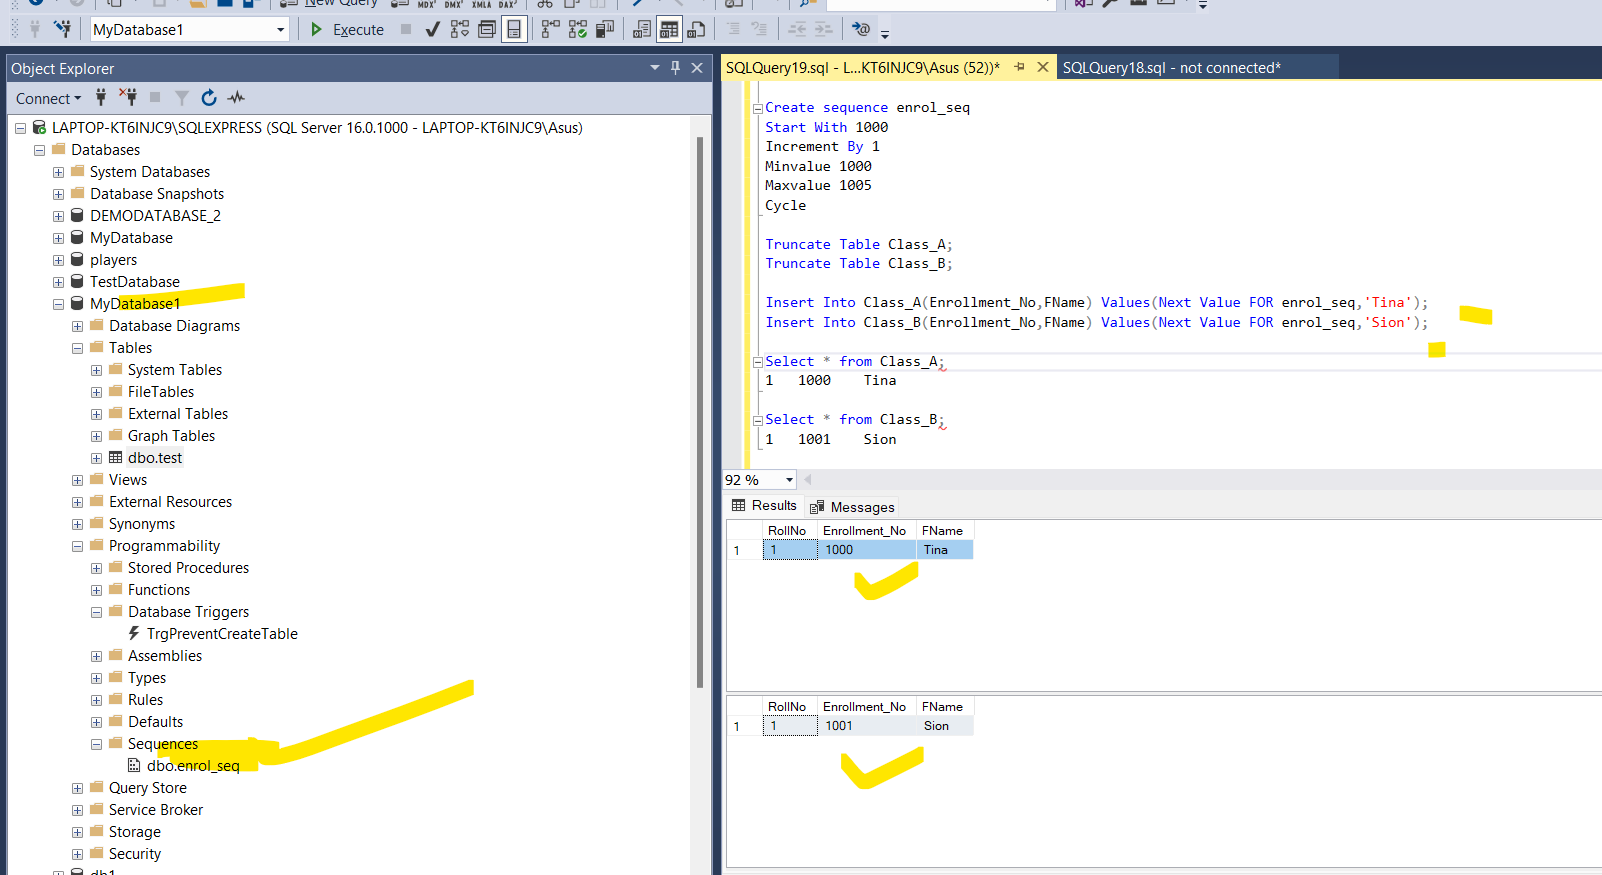 New Query
MDX DMX XMLA DAX
MyDatabase1
Execute
Object Explorer
Connect
LAPTOP-KT6INJC9\SQLEXPRESS (SQL Server 16.0.1000 - LAPTOP-KT6INJC9\Asus)
Databases
System Databases
Database Snapshots
DEMODATABASE_2
MyDatabase
players
TestDatabase
MyDatabase1
Database Diagrams
Tables
System Tables
FileTables
External Tables
Graph Tables
dbo.test
Views
External Resources
Synonyms
Programmability
Stored Procedures
Functions
Database Triggers
TrgPreventCreateTable
Assemblies
Types
Rules
Defaults
Sequences
dbo.enrol_seq
Query Store
Service Broker
Storage
Security
db1
SQLQuery19.sql - L...KT6INJC9\Asus (52))*
SQLQuery18.sql - not connected*
Create sequence enrol_seq
Start With 1000
Increment By 1
Minvalue 1000
Maxvalue 1005
Cycle
Truncate Table Class_A;
Truncate Table Class_B;
Insert Into Class_A(Enrollment_No,FName) Values(Next Value FOR enrol_seq,'Tina');
Insert Into Class_B(Enrollment_No,FName) Values(Next Value FOR enrol_seq,'Sion');
Select * from Class_A;
1 1000 Tina
Select * from Class_B;
1 1001 Sion
92 %
Results Messages
RollNo Enrollment_No FName
1 1 1000 Tina
RollNo Enrollment_No FName
1 1 1001 Sion